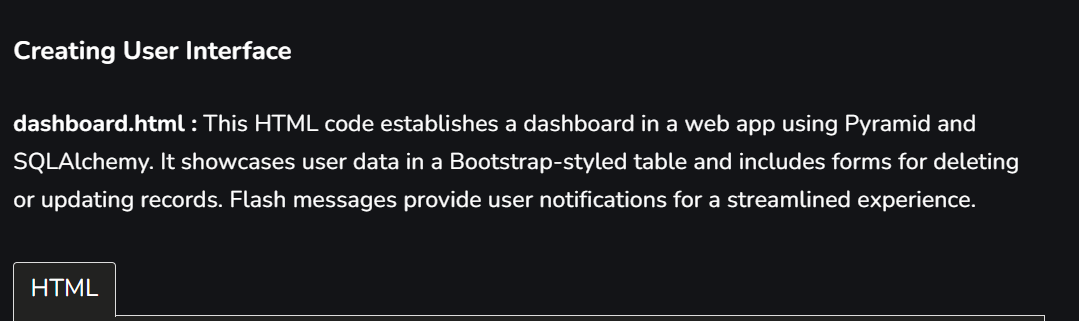 Creating User Interface
dashboard.html : This HTML code establishes a dashboard in a web app using Pyramid and
SQLAlchemy. It showcases user data in a Bootstrap-styled table and includes forms for deleting
or updating records. Flash messages provide user notifications for a streamlined experience.
HTML